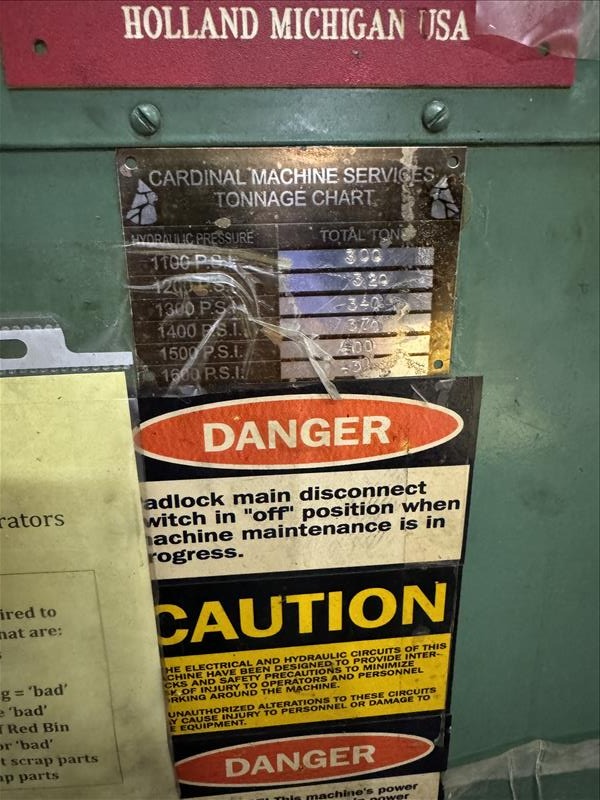 HOLLAND MICHIGAN USA
CARDINAL MACHINE SERVICES
TONNAGE CHART
HYDRAULIC PRESSURE TOTAL TONS
1100 P.S.I. 300
1200 P.S.I. 320
1300 P.S.I. 340
1400 P.S.I. 370
1500 P.S.I. 400
1600 P.S.I.
DANGER
adlock main disconnect
witch in "off" position when
achine maintenance is in
rogress.
CAUTION
HE ELECTRICAL AND HYDRAULIC CIRCUITS OF THIS
CHINE HAVE BEEN DESIGNED TO PROVIDE INTER-
CKS AND SAFETY PRECAUTIONS TO MINIMIZE
K OF INJURY TO OPERATORS AND PERSONNEL
RKING AROUND THE MACHINE.
UNAUTHORIZED ALTERATIONS TO THESE CIRCUITS
Y CAUSE INJURY TO PERSONNEL OR DAMAGE TO
E EQUIPMENT.
DANGER
This machine's power
power
rators
ired to
hat are:
s
g = 'bad'
e 'bad'
f Red Bin
or 'bad'
t scrap parts
ap parts